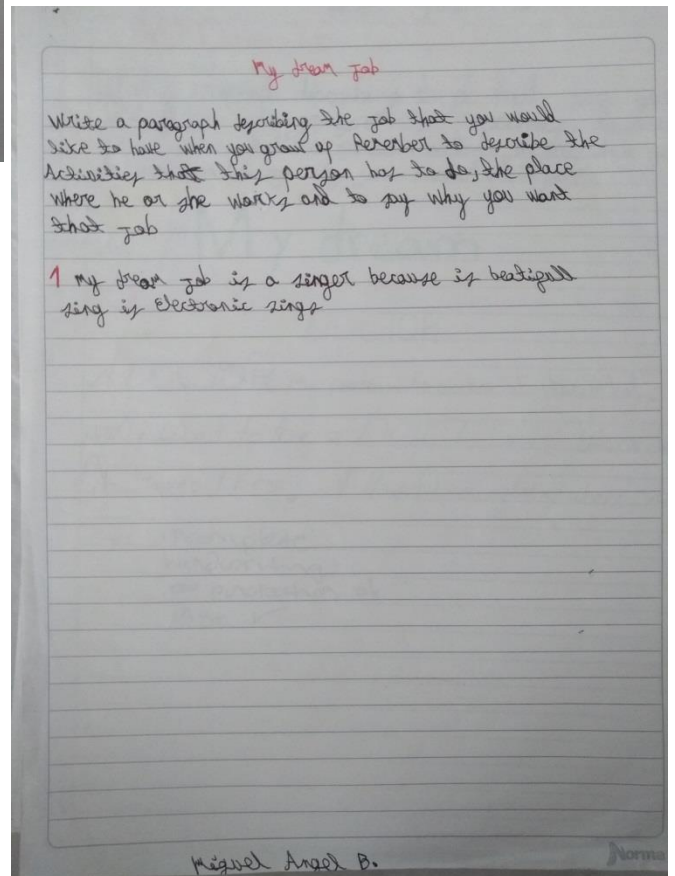 My dream Job
Write a paragraph describing the Job that you would
like to have when you grow up Remember to describe the
Activities that this person has to do, the place
Where he or she works and to say why you want
that job
1 my dream job is a singer because is beatifull
sing is Electronic sings
Miguel Angel B.
Norma